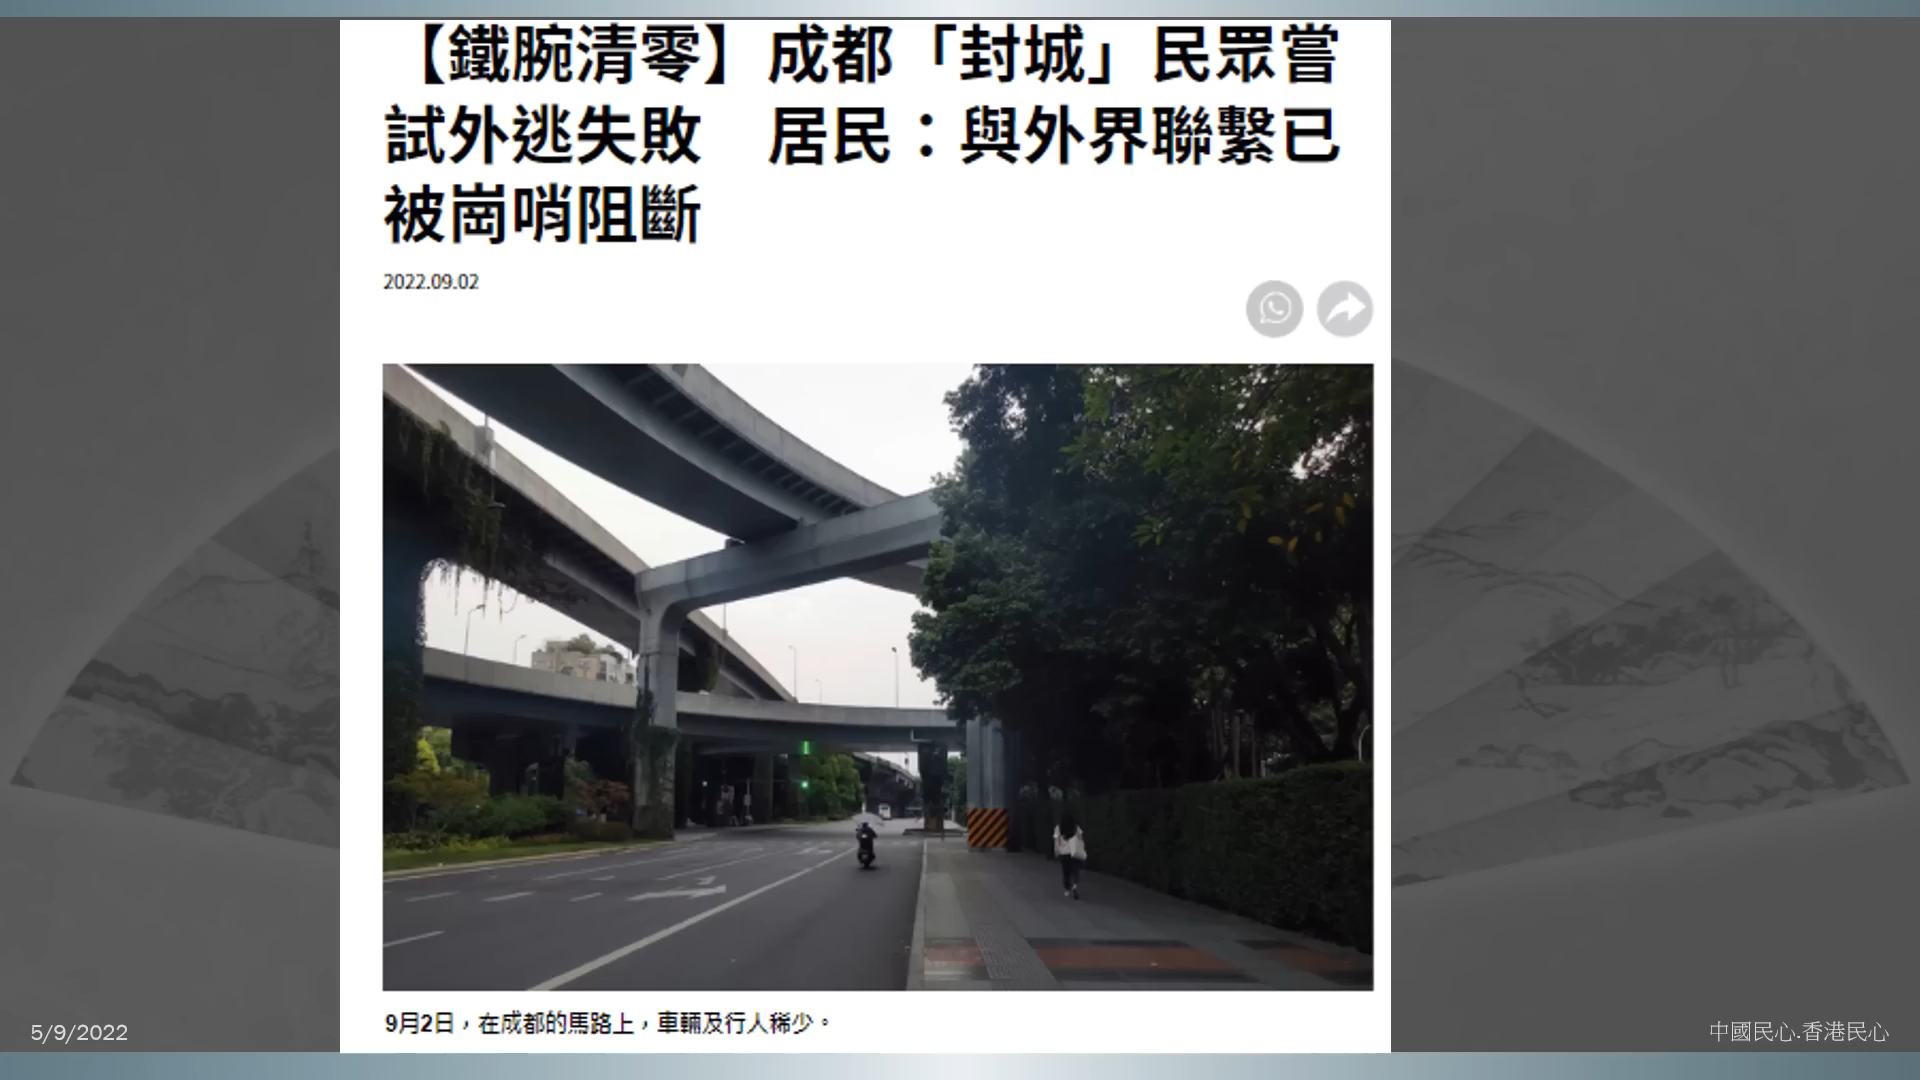 【鐵腕清零】成都「封城」民眾嘗
試外逃失敗　居民：與外界聯繫已
被崗哨阻斷
2022.09.02
9月2日，在成都的馬路上，車輛及行人稀少。
5/9/2022
中國民心.香港民心